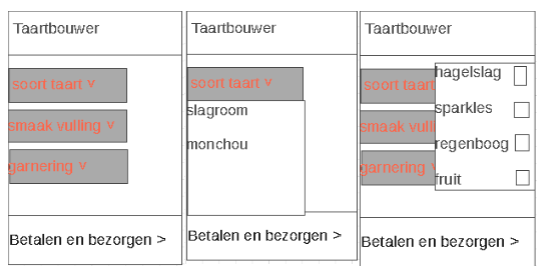 Taartbouwer
soort taart v
smaak vulling v
garnering v
Betalen en bezorgen >
Taartbouwer
soort taart v
slagroom
monchou
Betalen en bezorgen >
Taartbouwer
soort taart
smaak vull
garnering v
hagelslag
sparkles
regenboog
fruit
Betalen en bezorgen >